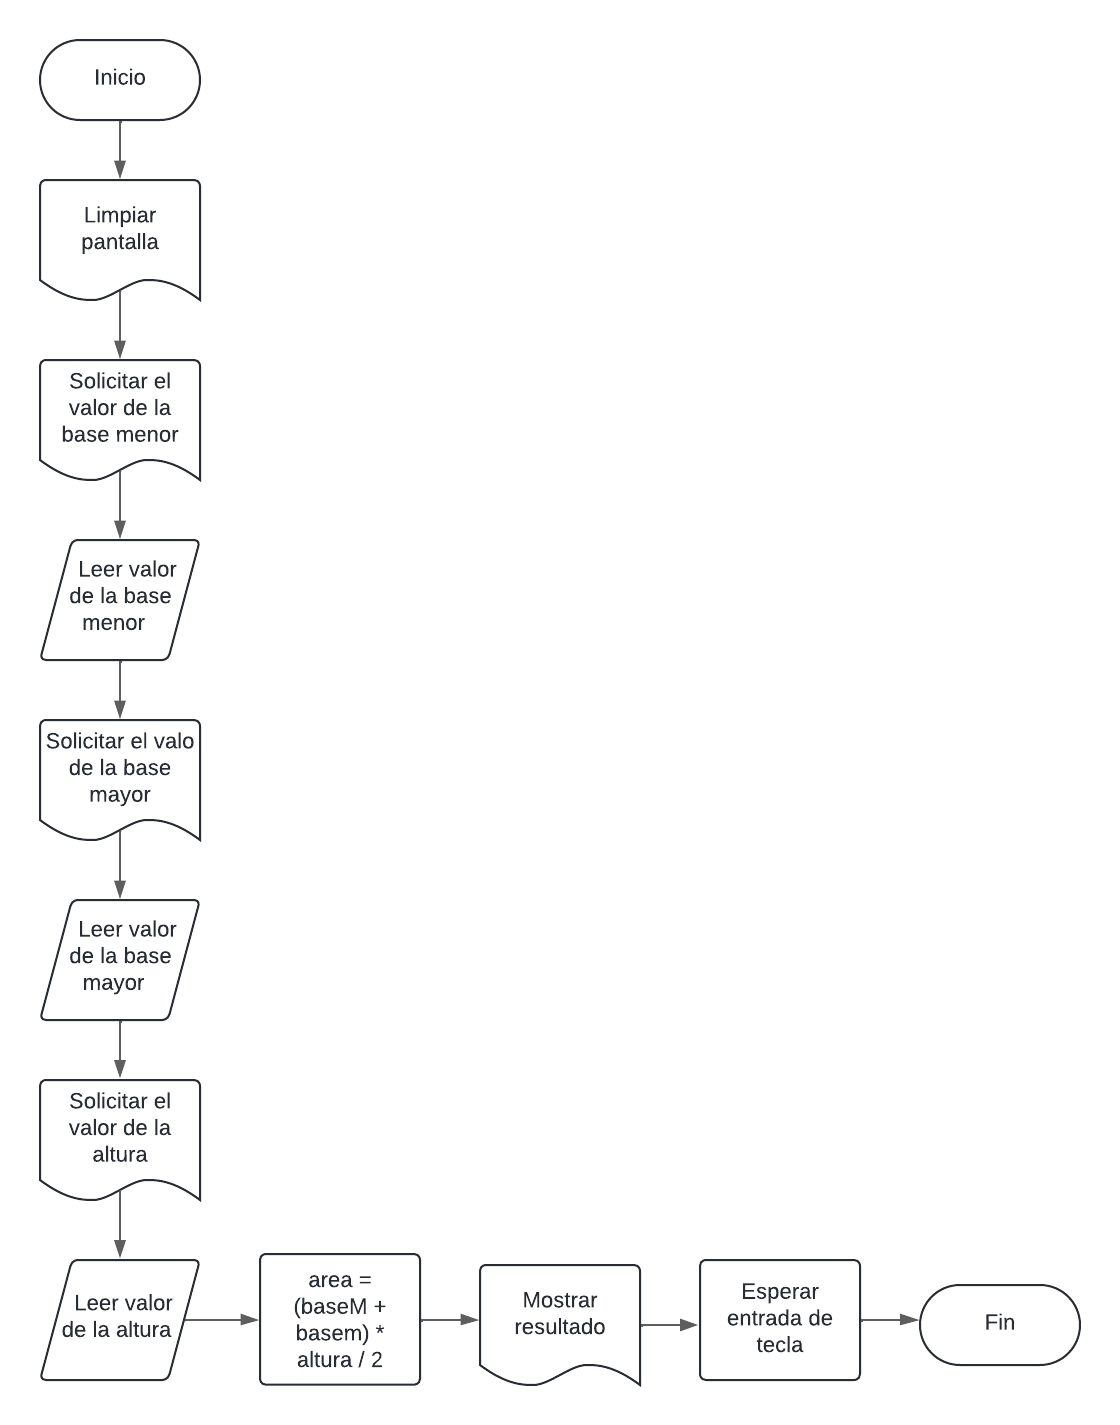 Inicio
Limpiar
pantalla
Solicitar el
valor de la
base menor
Leer valor
de la base
menor
Solicitar el valo
de la base
mayor
Leer valor
de la base
mayor
Solicitar el
valor de la
altura
Leer valor
de la altura
area =
(baseM +
basem) *
altura / 2
Mostrar
resultado
Esperar
entrada de
tecla
Fin